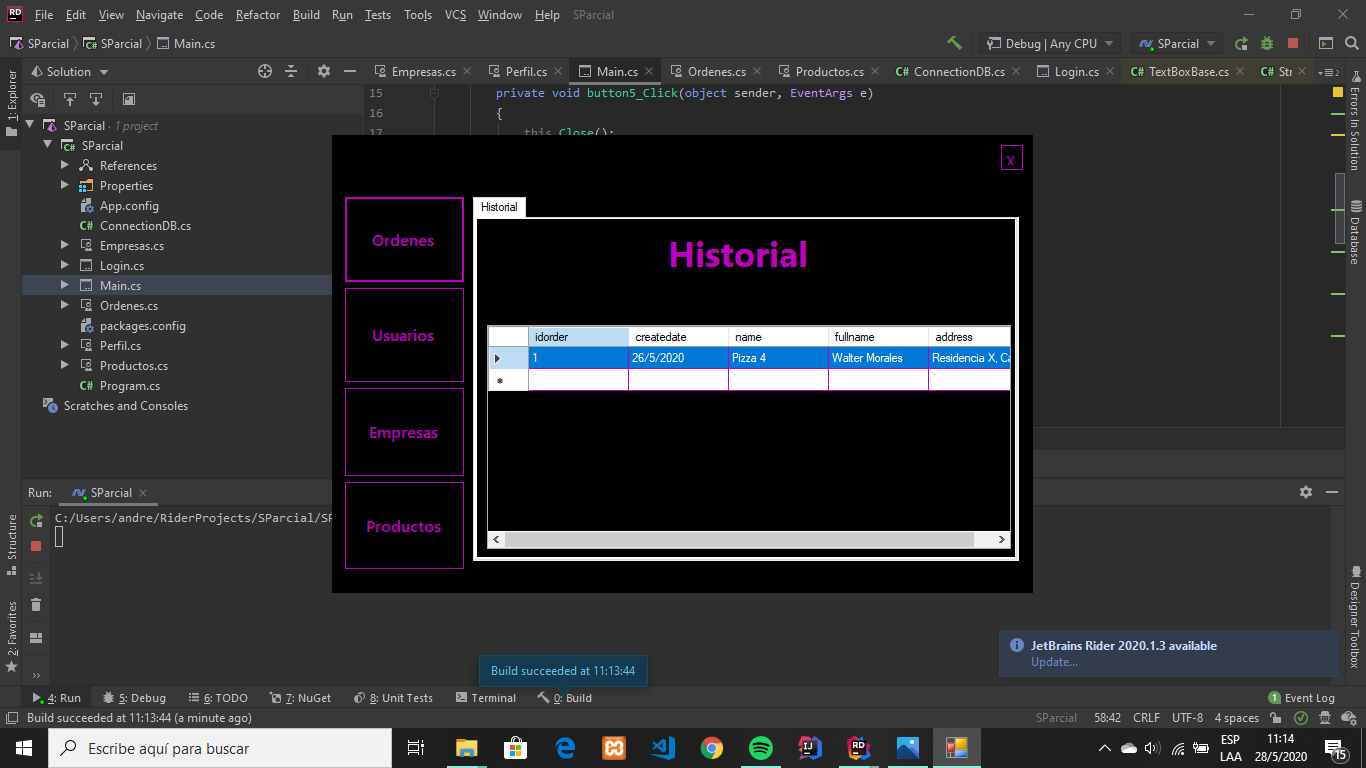 File Edit View Navigate Code Refactor Build Run Tests Tools VCS Window Help SParcial
SParcial SParcial Main.cs Debug | Any CPU SParcial
Solution Empresas.cs Perfil.cs Main.cs Ordenes.cs Productos.cs ConnectionDB.cs Login.cs TextBoxBase.cs Str
1: Explorer
15 private void button5_Click(object sender, EventArgs e)
16 {
17 this.Close();
SParcial · 1 project
SParcial
References
Properties
App.config
ConnectionDB.cs
Empresas.cs
Login.cs
Main.cs
Ordenes.cs
packages.config
Perfil.cs
Productos.cs
Program.cs
Scratches and Consoles
X
Ordenes
Usuarios
Empresas
Productos
Historial
Historial
idorder createdate name fullname address
1 26/5/2020 Pizza 4 Walter Morales Residencia X, Ca
Errors In Solution
Database
Designer Toolbox
Run: SParcial
C:/Users/andre/RiderProjects/SParcial/SP
Structure
2: Favorites
JetBrains Rider 2020.1.3 available
Update...
Build succeeded at 11:13:44
4: Run 5: Debug 6: TODO 7: NuGet 8: Unit Tests Terminal 0: Build 1 Event Log
Build succeeded at 11:13:44 (a minute ago) SParcial 58:42 CRLF UTF-8 4 spaces
Escribe aquí para buscar
ESP
LAA
11:14
28/5/2020
15